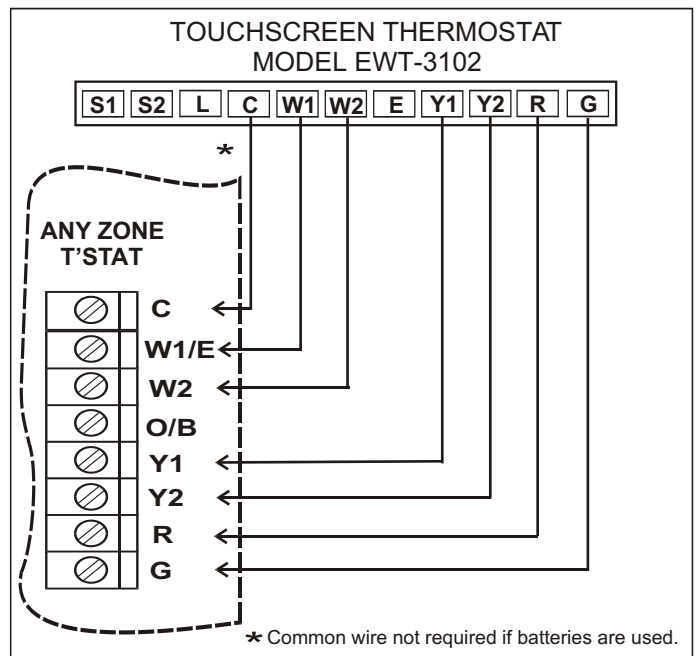 TOUCHSCREEN THERMOSTAT
MODEL EWT-3102
S1 S2 L C W1 W2 E Y1 Y2 R G
*
ANY ZONE
T'STAT
C
W1/E
W2
O/B
Y1
Y2
R
G
* Common wire not required if batteries are used.